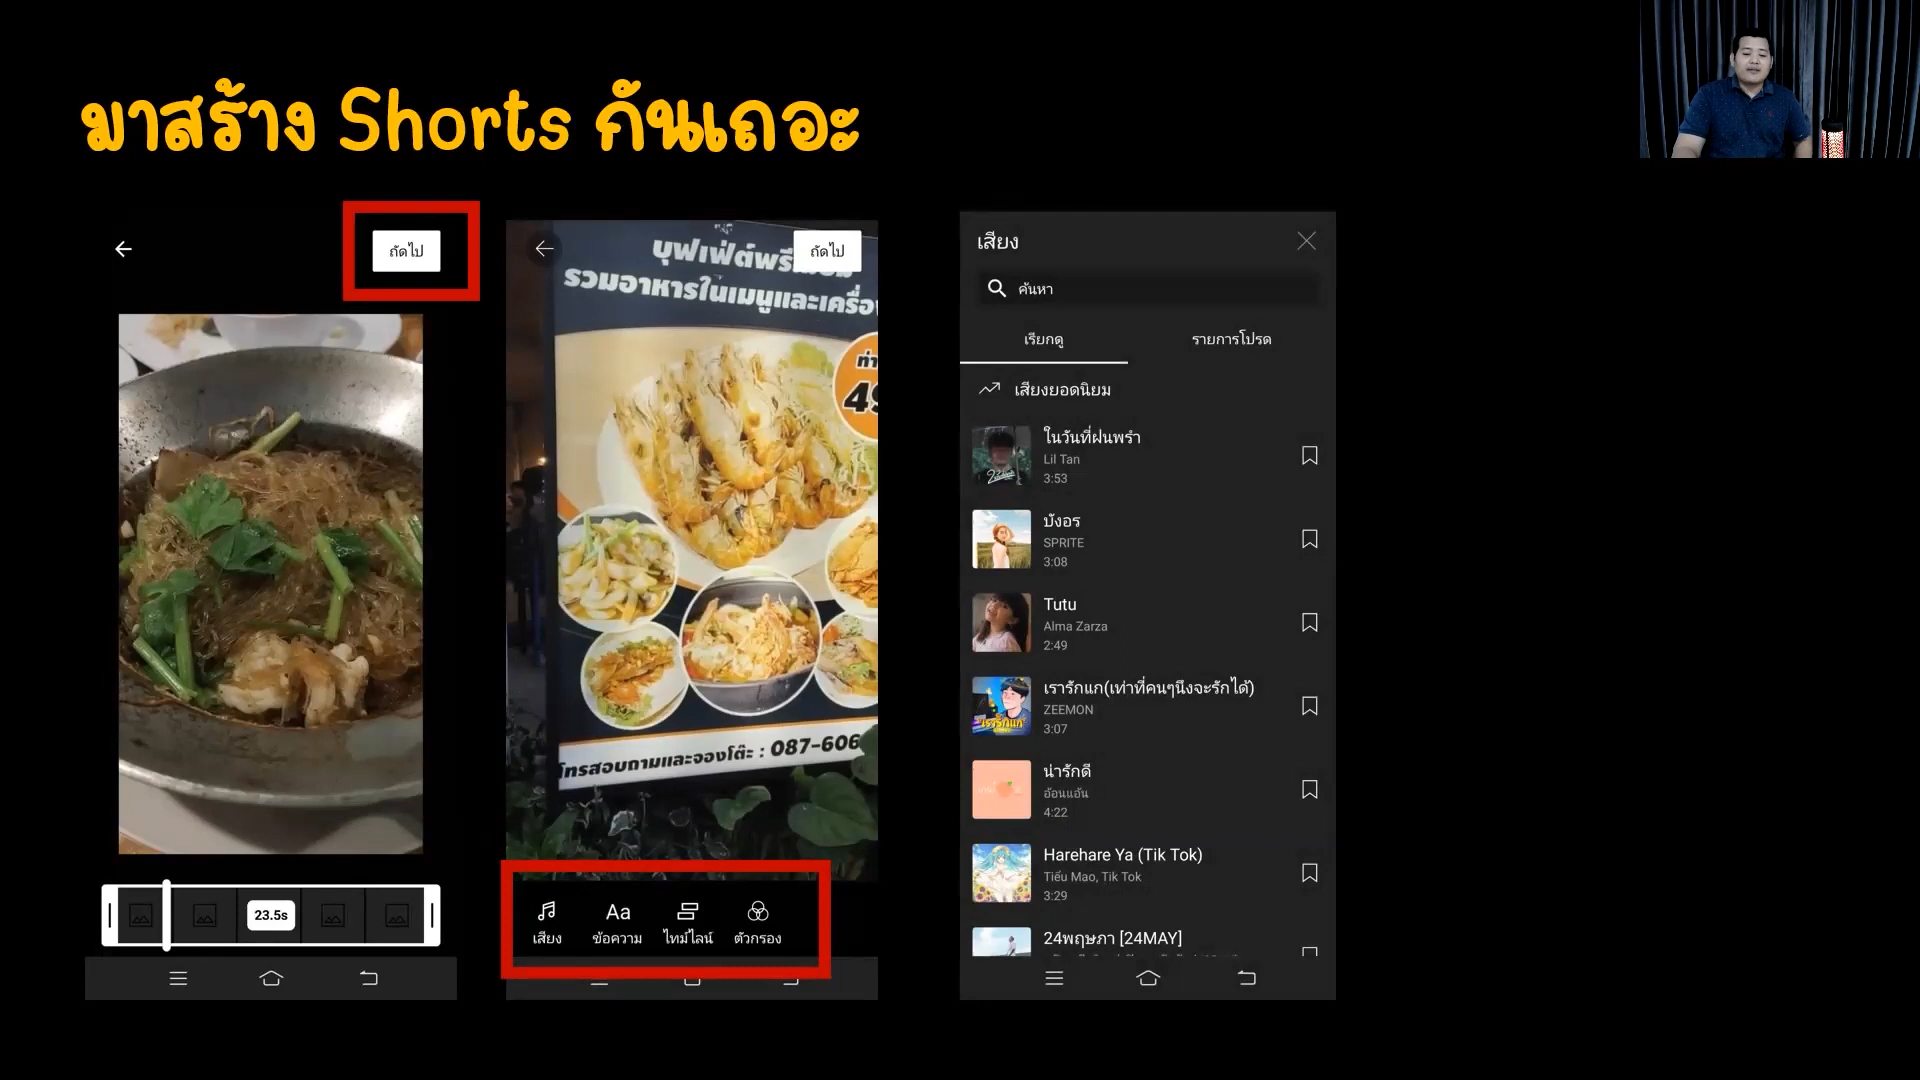 มาสร้าง Shorts กันเถอะ
ถัดไป
23.5s
ถัดไป
บุฟเฟ่ต์
รวมอาหารในเมนูและเครื่อง
ท่า
49
โทรสอบถามและจองโต๊ะ : 087-606
เสียง
ข้อความ
ไทม์ไลน์
ตัวกรอง
เสียง
ค้นหา
เรียกดู
รายการโปรด
เสียงยอดนิยม
ในวันที่ฝนพรำ
Lil Tan
3:53
บังอร
SPRITE
3:08
Tutu
Alma Zarza
2:49
เรารักแก(เท่าที่คนๆนึงจะรักได้)
ZEEMON
3:07
น่ารักดี
อ้อนแอ้น
4:22
Harehare Ya (Tik Tok)
Tiểu Mao, Tik Tok
3:29
24พฤษภา [24MAY]